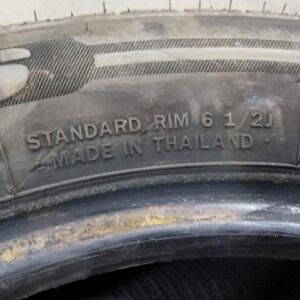 STANDARD RIM 6 1/2J
MADE IN THAILAND